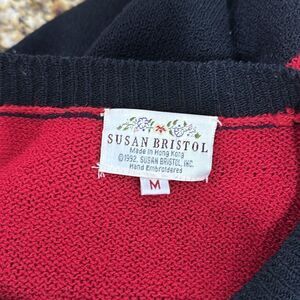 SUSAN BRISTOL
Made in Hong Kong
©1992. SUSAN BRISTOL, INC.
Hand Embroidered
M